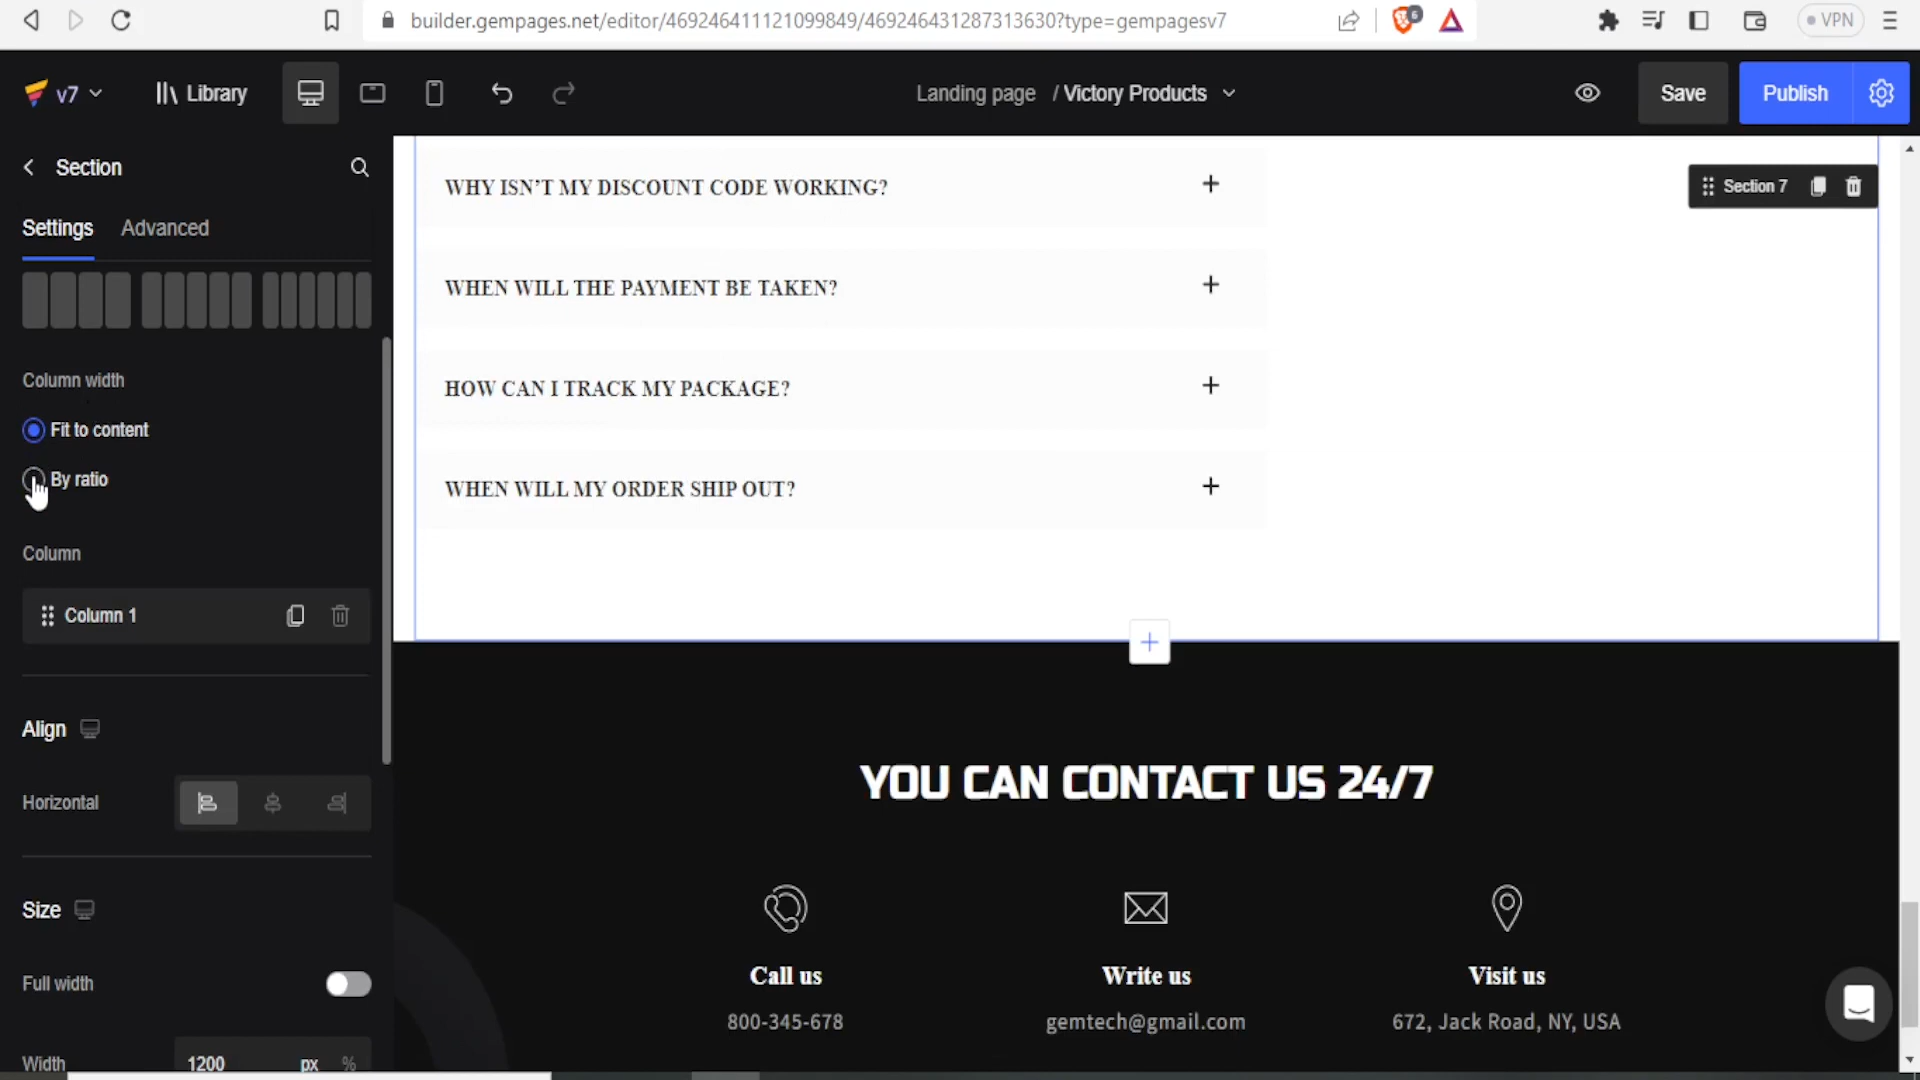 builder.gempages.net/editor/469246411121099849/469246431287313630?type=gempagesv7
6
VPN
v7
Library
Landing page / Victory Products
Save
Publish
Section
Settings
Advanced
Column width
Fit to content
By ratio
Column
Column 1
Align
Horizontal
Size
Full width
Width
1200
px
%
WHY ISN’T MY DISCOUNT CODE WORKING?
+
Section 7
WHEN WILL THE PAYMENT BE TAKEN?
+
HOW CAN I TRACK MY PACKAGE?
+
WHEN WILL MY ORDER SHIP OUT?
+
+
YOU CAN CONTACT US 24/7
Call us
Write us
Visit us
800-345-678
gemtech@gmail.com
672, Jack Road, NY, USA